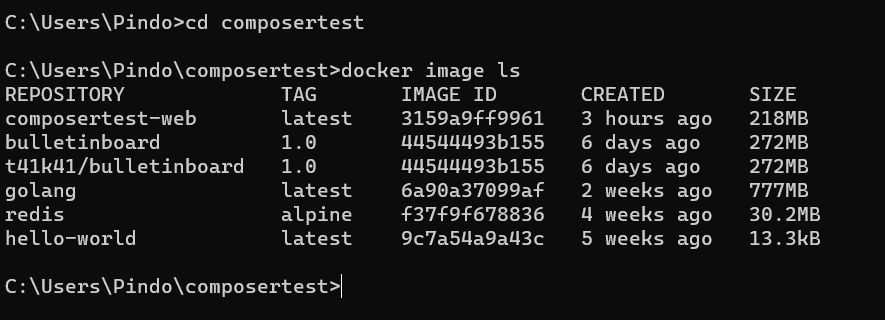 C:\Users\Pindo>cd composertest
C:\Users\Pindo\composertest>docker image ls
REPOSITORY             TAG       IMAGE ID       CREATED       SIZE
composertest-web       latest    3159a9ff9961   3 hours ago   218MB
bulletinboard          1.0       44544493b155   6 days ago    272MB
t41k41/bulletinboard   1.0       44544493b155   6 days ago    272MB
golang                 latest    6a90a37099af   2 weeks ago   777MB
redis                  alpine    f37f9f678836   4 weeks ago   30.2MB
hello-world            latest    9c7a54a9a43c   5 weeks ago   13.3kB
C:\Users\Pindo\composertest>